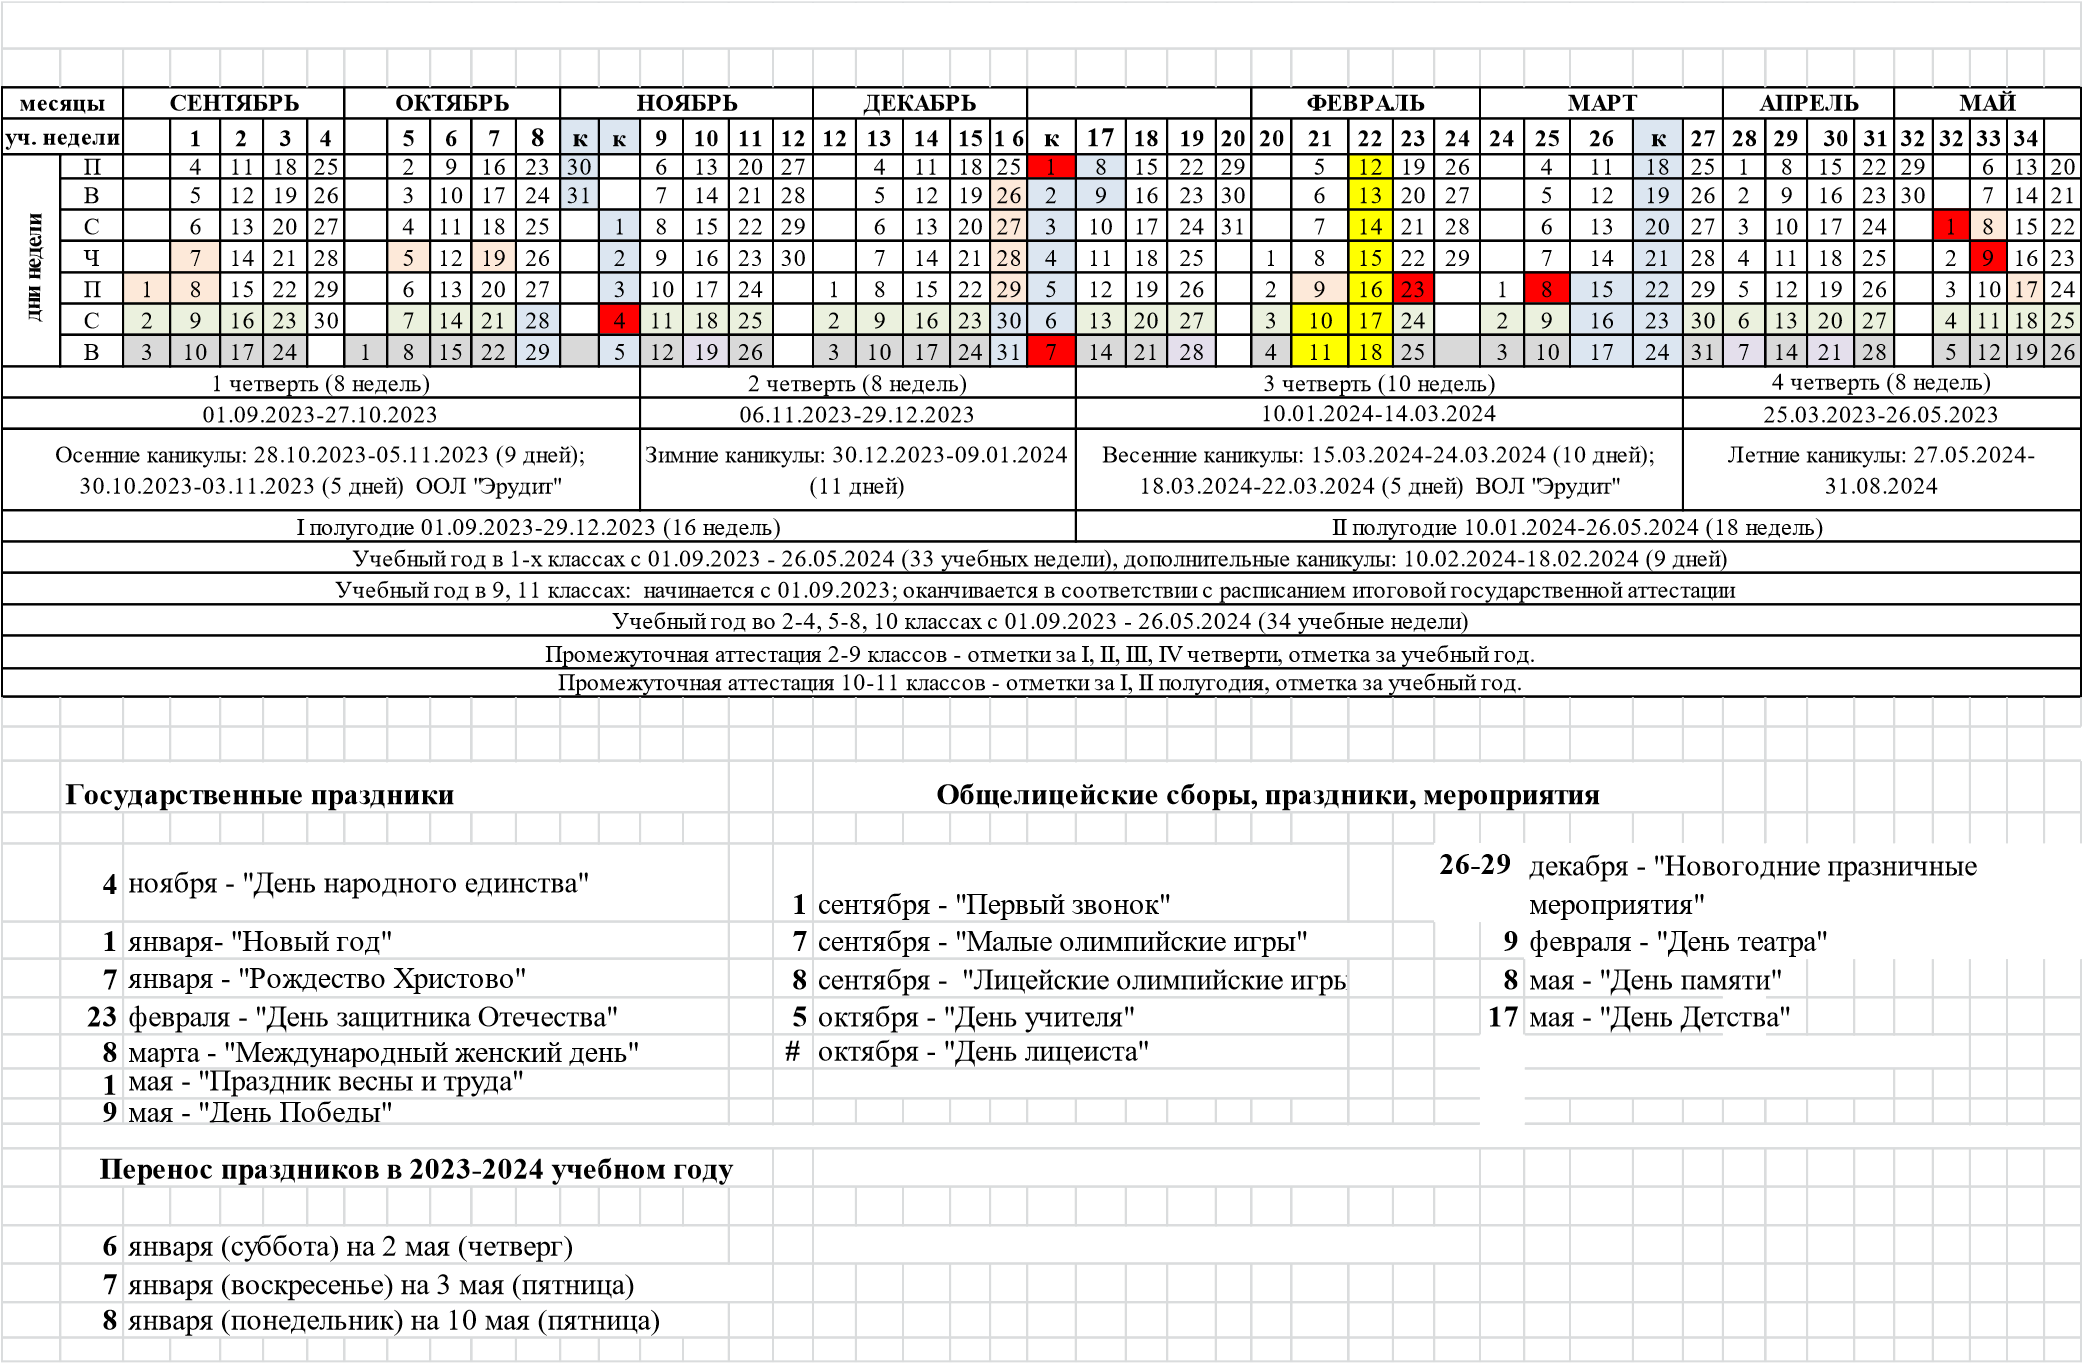 месяцы СЕНТЯБРЬ ОКТЯБРЬ НОЯБРЬ ДЕКАБРЬ ФЕВРАЛЬ МАРТ АПРЕЛЬ МАЙ
уч. недели 1 2 3 4 5 6 7 8 к к 9 10 11 12 12 13 14 15 1 6 к 17 18 19 20 20 21 22 23 24 24 25 26 к 27 28 29 30 31 32 32 33 34
дни недели
П 4 11 18 25 2 9 16 23 30 6 13 20 27 4 11 18 25 1 8 15 22 29 5 12 19 26 4 11 18 25 1 8 15 22 29 6 13 20
В 5 12 19 26 3 10 17 24 31 7 14 21 28 5 12 19 26 2 9 16 23 30 6 13 20 27 5 12 19 26 2 9 16 23 30 7 14 21
С 6 13 20 27 4 11 18 25 1 8 15 22 29 6 13 20 27 3 10 17 24 31 7 14 21 28 6 13 20 27 3 10 17 24 1 8 15 22
Ч 7 14 21 28 5 12 19 26 2 9 16 23 30 7 14 21 28 4 11 18 25 1 8 15 22 29 7 14 21 28 4 11 18 25 2 9 16 23
П 1 8 15 22 29 6 13 20 27 3 10 17 24 1 8 15 22 29 5 12 19 26 2 9 16 23 1 8 15 22 29 5 12 19 26 3 10 17 24
С 2 9 16 23 30 7 14 21 28 4 11 18 25 2 9 16 23 30 6 13 20 27 3 10 17 24 2 9 16 23 30 6 13 20 27 4 11 18 25
В 3 10 17 24 1 8 15 22 29 5 12 19 26 3 10 17 24 31 7 14 21 28 4 11 18 25 3 10 17 24 31 7 14 21 28 5 12 19 26
1 четверть (8 недель) 2 четверть (8 недель) 3 четверть (10 недель) 4 четверть (8 недель)
01.09.2023-27.10.2023 06.11.2023-29.12.2023 10.01.2024-14.03.2024 25.03.2023-26.05.2023
Осенние каникулы: 28.10.2023-05.11.2023 (9 дней);
30.10.2023-03.11.2023 (5 дней) ООЛ "Эрудит"
Зимние каникулы: 30.12.2023-09.01.2024
(11 дней)
Весенние каникулы: 15.03.2024-24.03.2024 (10 дней);
18.03.2024-22.03.2024 (5 дней) ВОЛ "Эрудит"
Летние каникулы: 27.05.2024-
31.08.2024
I полугодие 01.09.2023-29.12.2023 (16 недель) II полугодие 10.01.2024-26.05.2024 (18 недель)
Учебный год в 1-х классах с 01.09.2023 - 26.05.2024 (33 учебных недели), дополнительные каникулы: 10.02.2024-18.02.2024 (9 дней)
Учебный год в 9, 11 классах: начинается с 01.09.2023; оканчивается в соответствии с расписанием итоговой государственной аттестации
Учебный год во 2-4, 5-8, 10 классах с 01.09.2023 - 26.05.2024 (34 учебные недели)
Промежуточная аттестация 2-9 классов - отметки за I, II, III, IV четверти, отметка за учебный год.
Промежуточная аттестация 10-11 классов - отметки за I, II полугодия, отметка за учебный год.
Государственные праздники
4 ноября - "День народного единства"
1 января- "Новый год"
7 января - "Рождество Христово"
23 февраля - "День защитника Отечества"
8 марта - "Международный женский день"
1 мая - "Праздник весны и труда"
9 мая - "День Победы"
Общелицейские сборы, праздники, мероприятия
1 сентября - "Первый звонок"
7 сентября - "Малые олимпийские игры"
8 сентября - "Лицейские олимпийские игры
5 октября - "День учителя"
# октября - "День лицеиста"
26-29 декабря - "Новогодние празничные
мероприятия"
9 февраля - "День театра"
8 мая - "День памяти"
17 мая - "День Детства"
Перенос праздников в 2023-2024 учебном году
6 января (суббота) на 2 мая (четверг)
7 января (воскресенье) на 3 мая (пятница)
8 января (понедельник) на 10 мая (пятница)